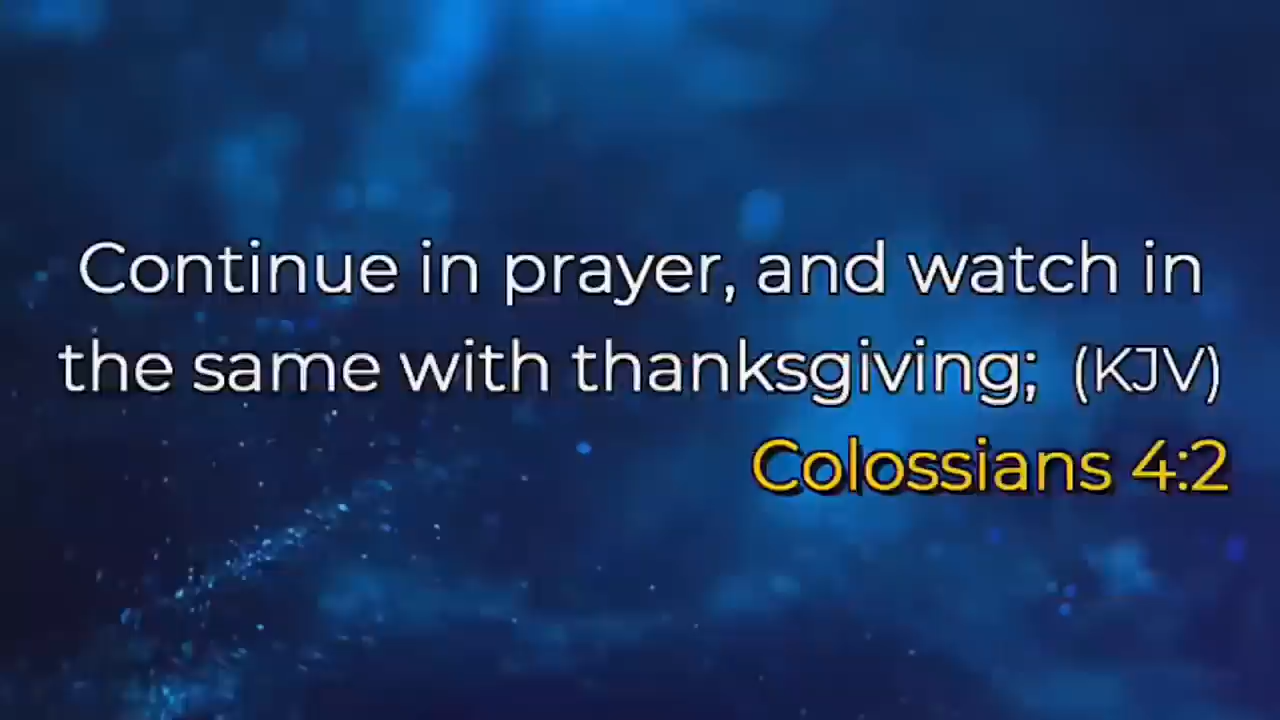 Continue in prayer, and watch in
the same with thanksgiving; (KJV)
Colossians 4:2